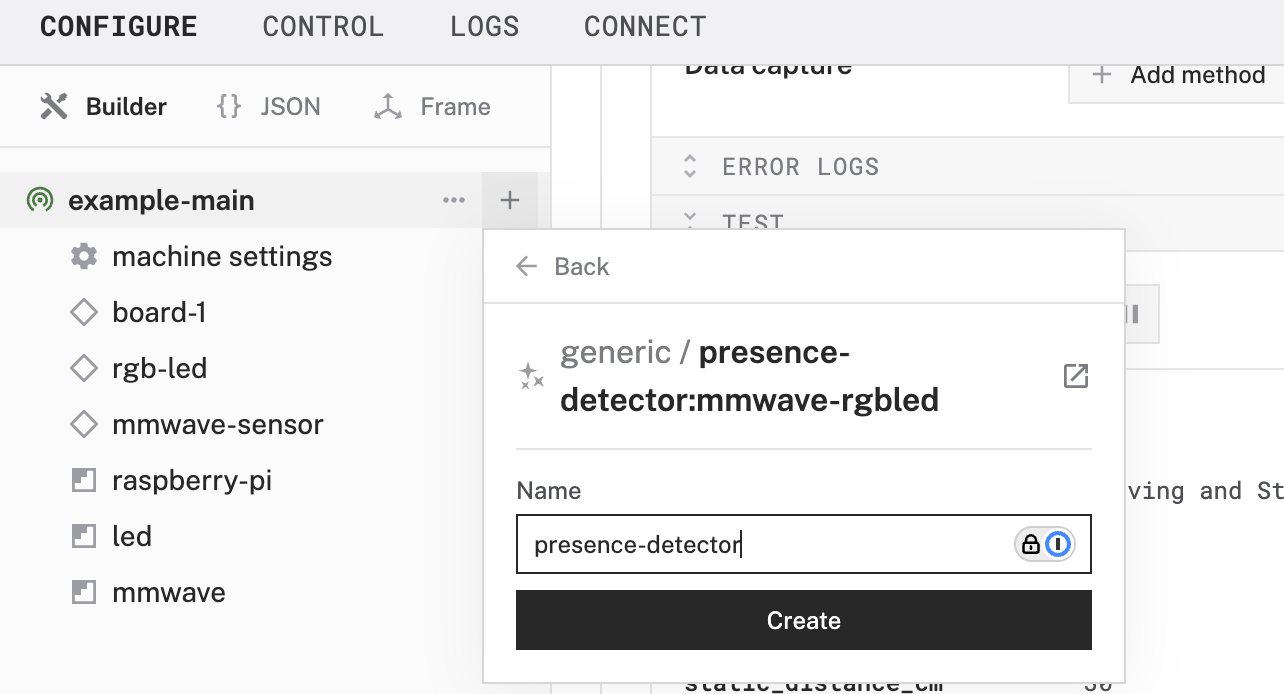 CONFIGURE CONTROL LOGS CONNECT
Builder {} JSON Frame
Data capture
+ Add method
ERROR LOGS
TEST
example-main ... +
machine settings
board-1
rgb-led
mmwave-sensor
raspberry-pi
led
mmwave
← Back
generic / presence-
detector:mmwave-rgbled
Name
presence-detector
Create
ving and St
static_distance_cm 50